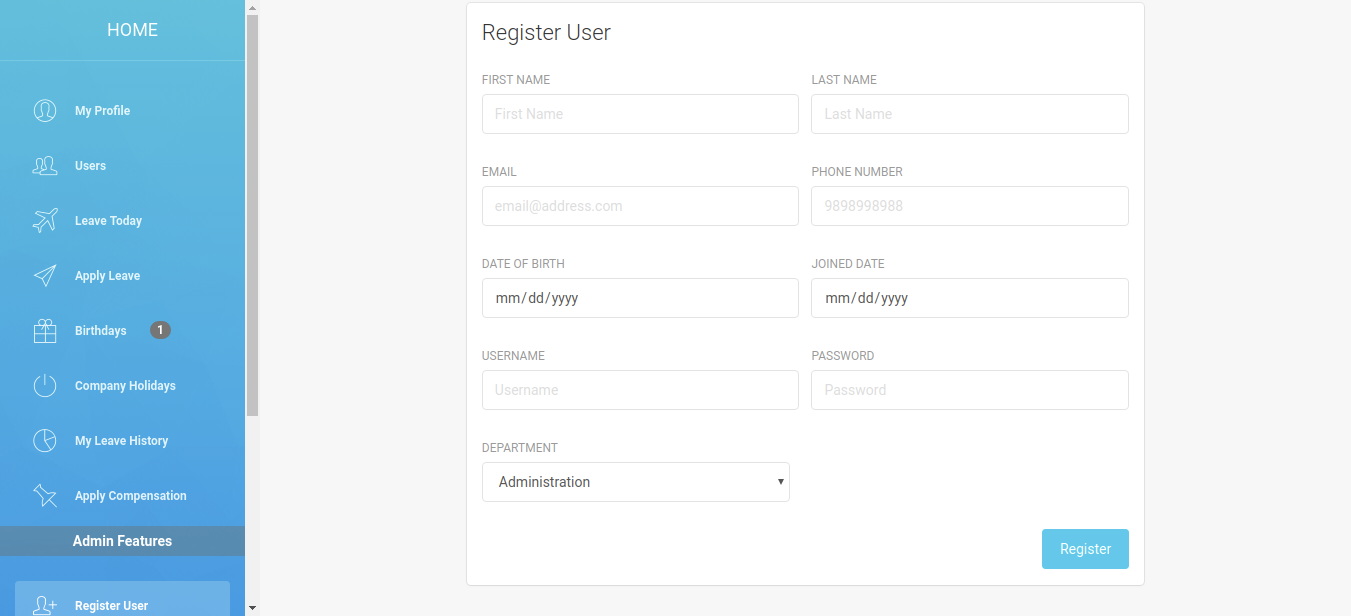 HOME
My Profile
Users
Leave Today
Apply Leave
Birthdays 1
Company Holidays
My Leave History
Apply Compensation
Admin Features
Register User
Register User
FIRST NAME LAST NAME
First Name Last Name
EMAIL PHONE NUMBER
email@address.com 9898998988
DATE OF BIRTH JOINED DATE
mm/dd/yyyy mm/dd/yyyy
USERNAME PASSWORD
Username Password
DEPARTMENT
Administration
Register